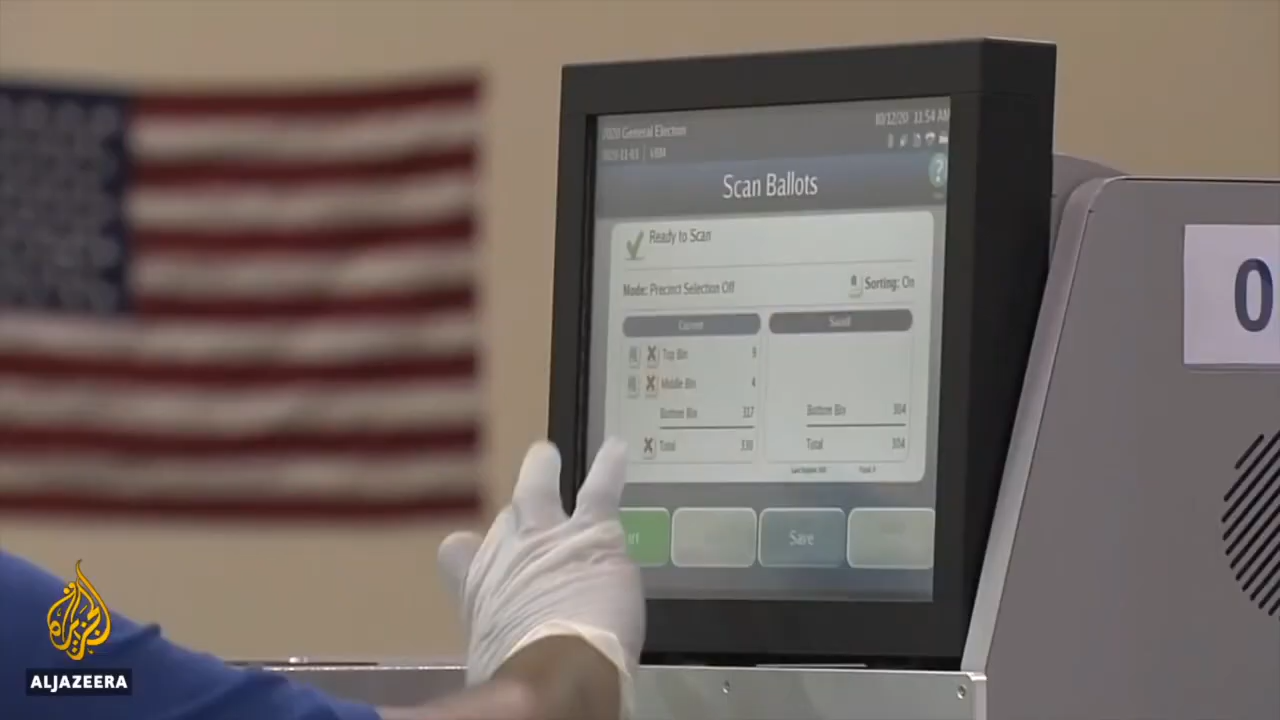 2020 General Election
10/12/20 11:54 AM
Scan Ballots
?
Ready to Scan
Mode: Precinct Selection Off
Sorting: On
Current
Saved
Top Bin 9
Middle Bin 4
Bottom Bin 317
Total 330
Bottom Bin 304
Total 304
Save
0
الجزيرة
ALJAZEERA